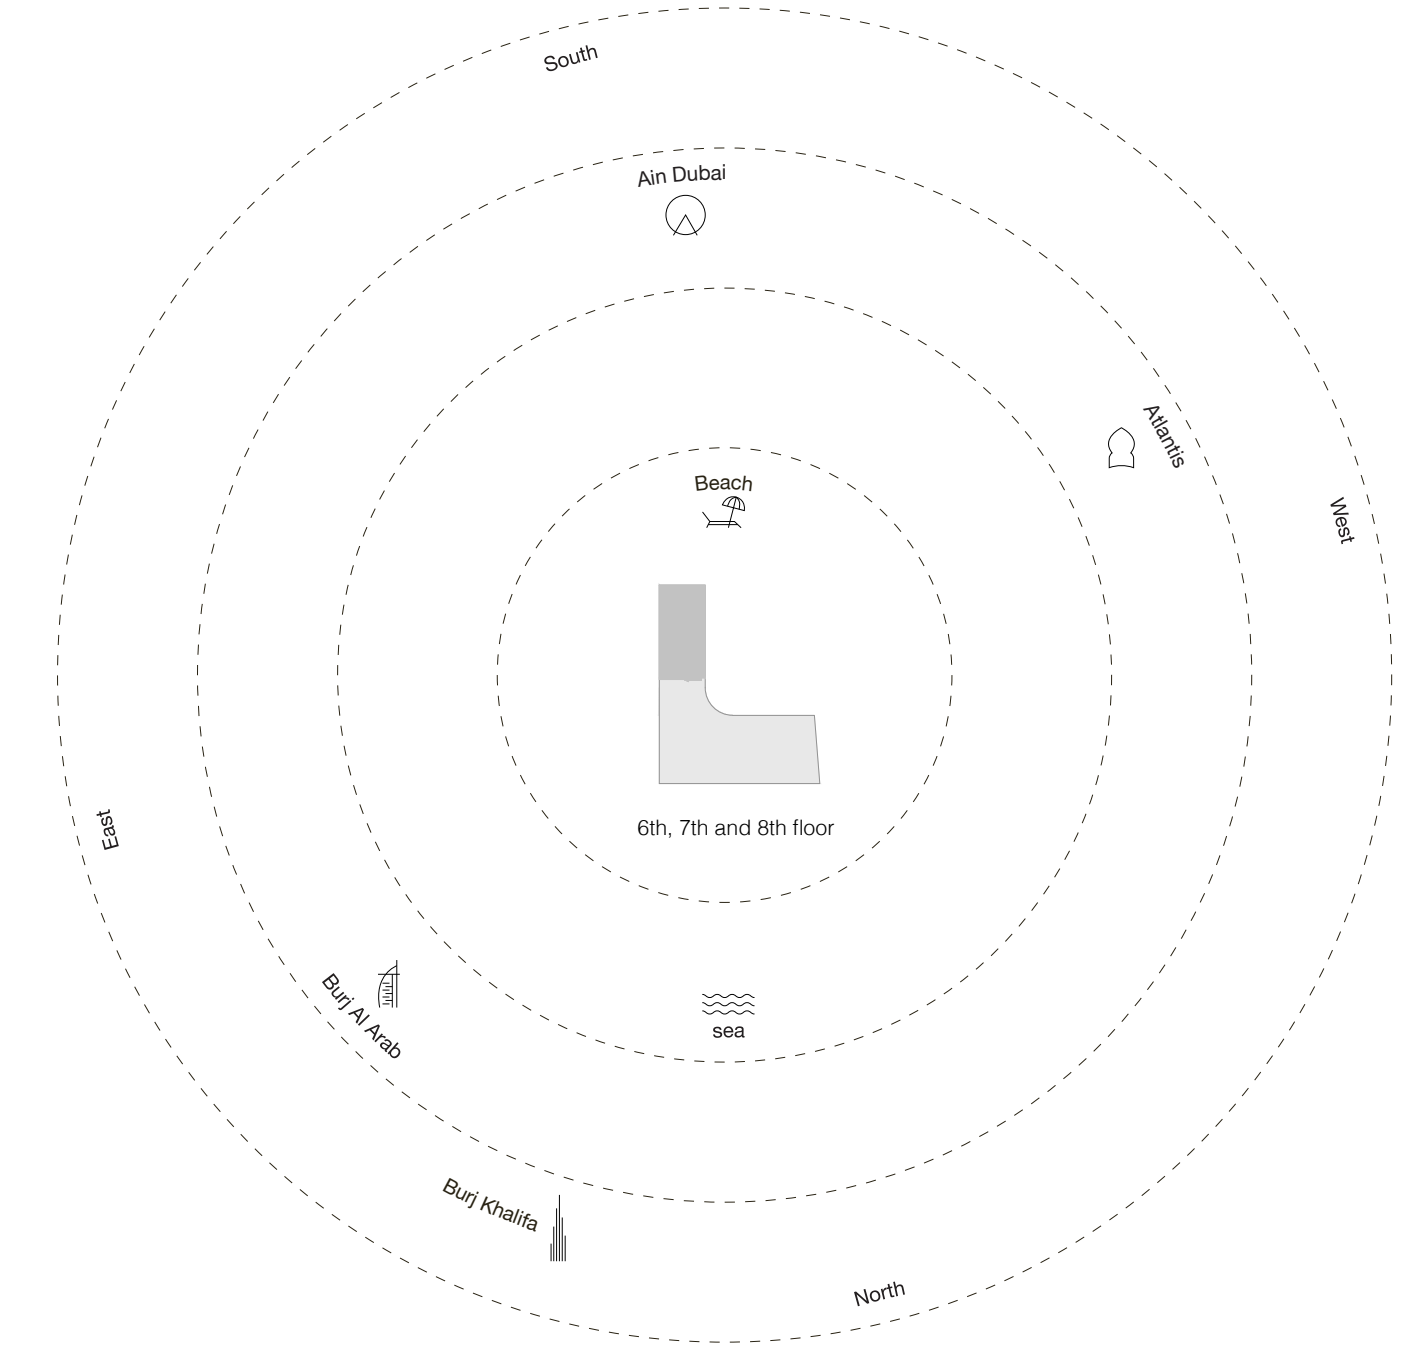 South
Ain Dubai
Atlantis
Beach
West
East
6th, 7th and 8th floor
Burj Al Arab
sea
Burj Khalifa
North